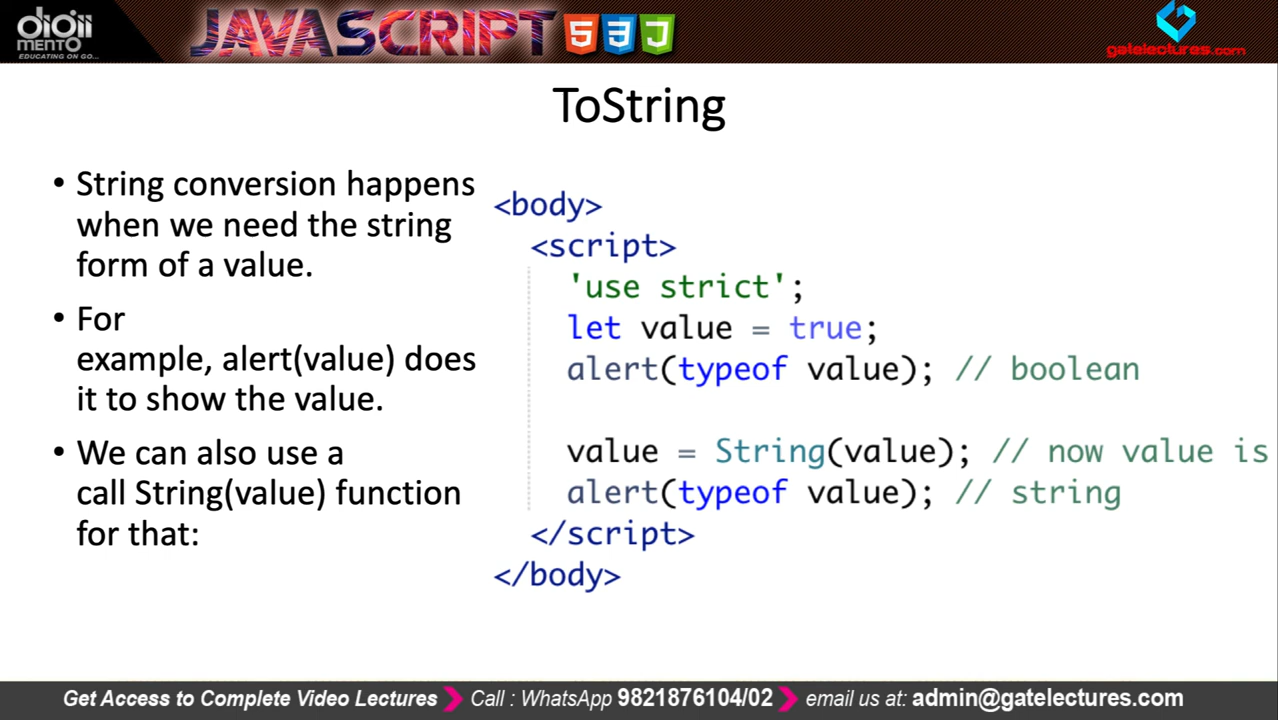 digii
MENTO
EDUCATING ON GO...
JAVASCRIPT
5 3 J
gatelectures.com
ToString
• String conversion happens
when we need the string
form of a value.
• For
example, alert(value) does
it to show the value.
• We can also use a
call String(value) function
for that:
<body>
<script>
'use strict';
let value = true;
alert(typeof value); // boolean
value = String(value); // now value is
alert(typeof value); // string
</script>
</body>
Get Access to Complete Video Lectures Call : WhatsApp 9821876104/02 email us at: admin@gatelectures.com